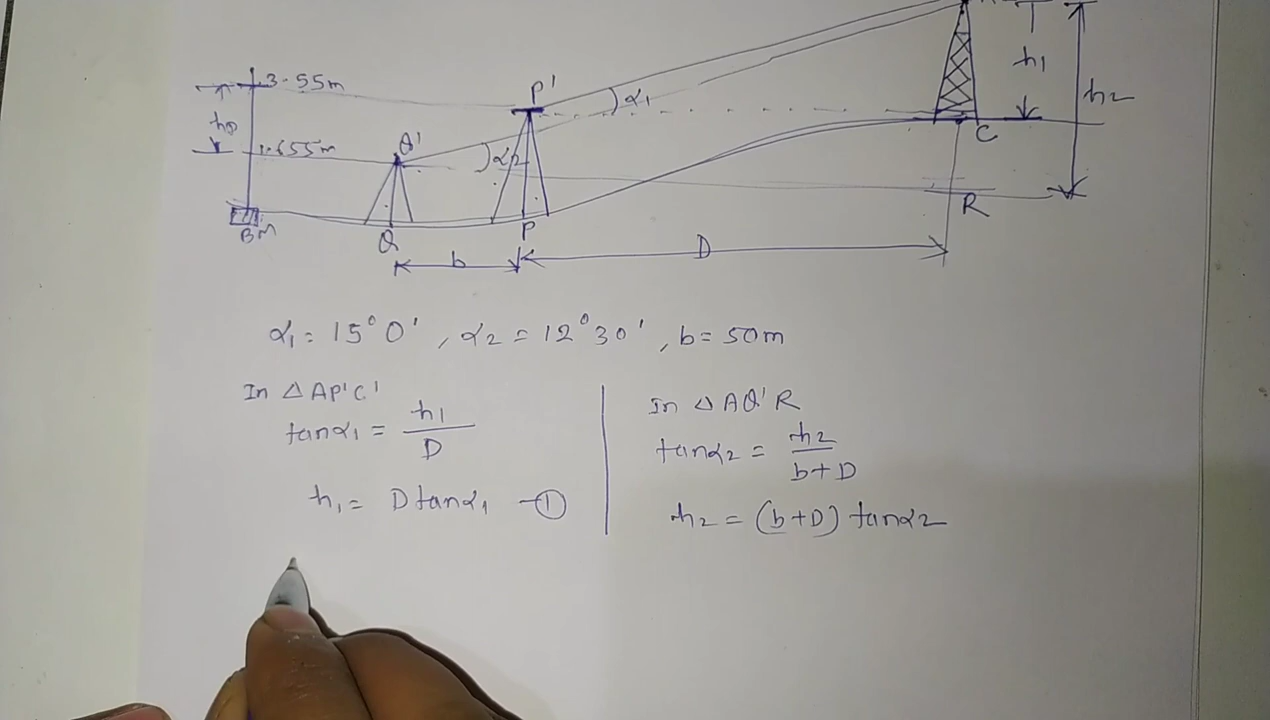 3.55m
P'
α1
h1
h2
h0
1.655m
Q'
α2
C
R
BM
Q
P
b
D
α1 = 15°0' , α2 = 12°30' , b = 50m
In △ AP'C'
tanα1 = h1 / D
h1 = D tanα1 - ①
In △ AQ'R
tanα2 = h2 / b+D
h2 = (b+D) tanα2